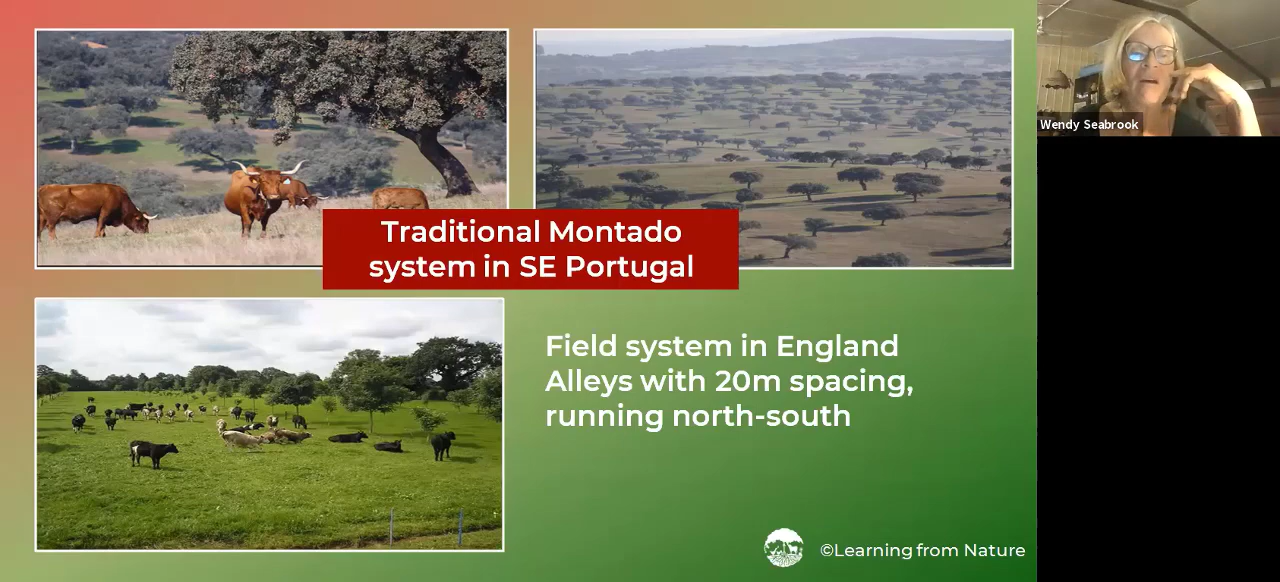 Wendy Seabrook
Traditional Montado
system in SE Portugal
Field system in England
Alleys with 20m spacing,
running north-south
©Learning from Nature